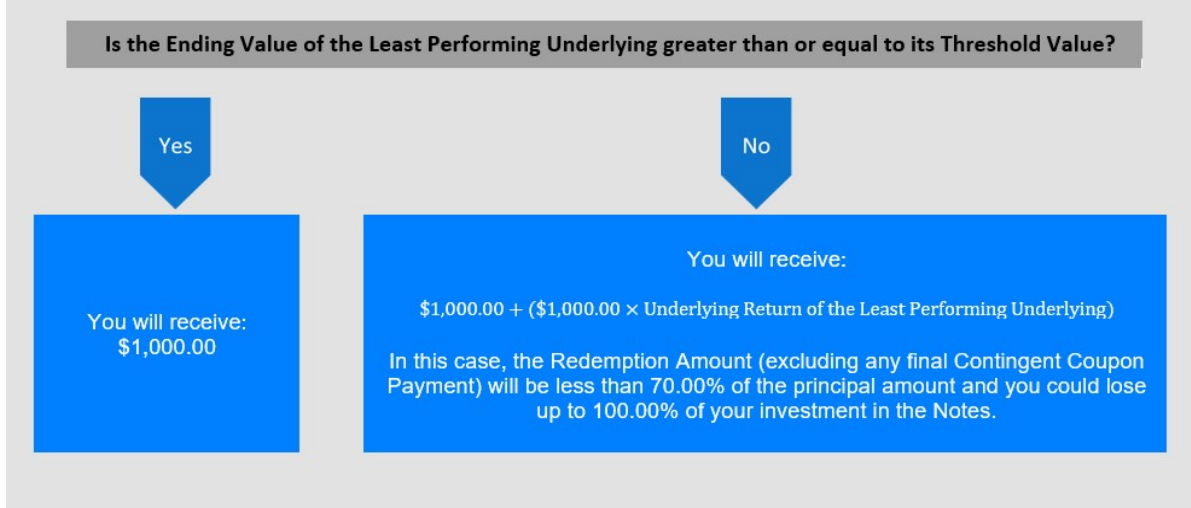 Is the Ending Value of the Least Performing Underlying greater than or equal to its Threshold Value?
Yes
No
You will receive:
$1,000.00
You will receive:
$1,000.00 + ($1,000.00 × Underlying Return of the Least Performing Underlying)
In this case, the Redemption Amount (excluding any final Contingent Coupon
Payment) will be less than 70.00% of the principal amount and you could lose
up to 100.00% of your investment in the Notes.